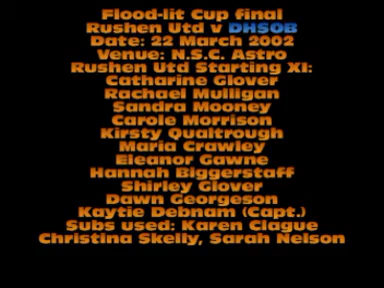 Flood-lit Cup final
Rushen Utd v DHSOB
Date: 22 March 2002
Venue: N.S.C. Astro
Rushen Utd Starting XI:
Catharine Glover
Rachael Mulligan
Sandra Mooney
Carole Morrison
Kirsty Qualtrough
Maria Crawley
Eleanor Gawne
Hannah Biggerstaff
Shirley Glover
Dawn Georgeson
Kaytie Debnam (Capt.)
Subs used: Karen Clague
Christina Skelly, Sarah Nelson